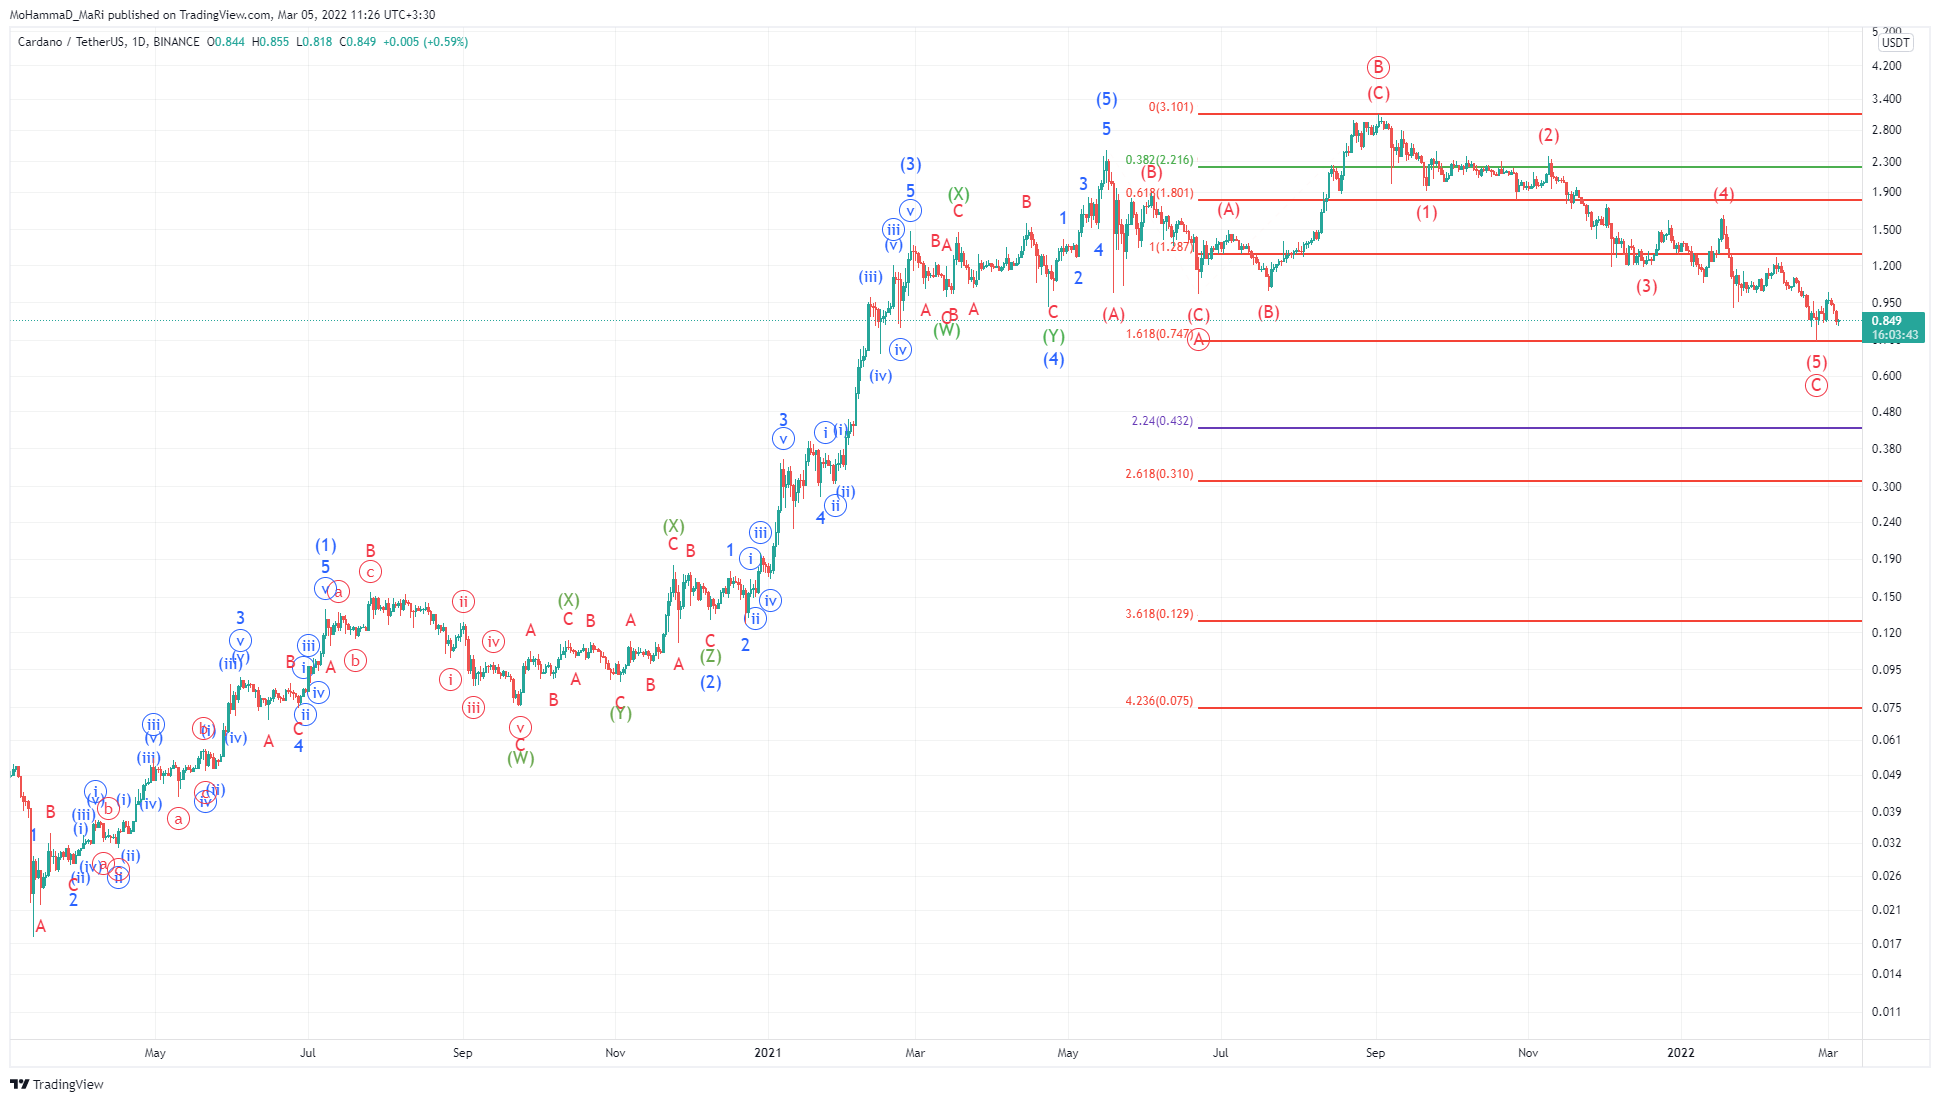 MoHammaD_MaRi published on TradingView.com, Mar 05, 2022 11:26 UTC+3:30
Cardano / TetherUS, 1D, BINANCE O0.844 H0.855 L0.818 C0.849 +0.005 (+0.59%)
5.200
USDT
4.200
3.400
2.800
2.300
1.900
1.500
1.200
0.950
0.849
16:03:43
0.600
0.480
0.380
0.300
0.240
0.190
0.150
0.120
0.095
0.075
0.061
0.049
0.039
0.032
0.026
0.021
0.017
0.014
0.011
0(3.101)
0.382(2.216)
0.618(1.801)
1(1.287)
1.618(0.747)
2.24(0.432)
2.618(0.310)
3.618(0.129)
4.236(0.075)
B
(C)
(2)
(1)
(4)
(3)
(5)
C
(5)
5
3
1
4
2
(B)
(A)
(A)
(C)
A
(B)
(3)
5
v
iii
(v)
(iii)
iv
(iv)
(X)
C
B
A
A
C
B
(W)
A
B
C
(Y)
(4)
3
v
i
(i)
(ii)
ii
4
(X)
C
B
1
iii
i
iv
ii
2
A
C
(Z)
(2)
(X)
C
B
A
A
B
A
B
C
(Y)
ii
iv
i
iii
v
C
(W)
B
c
(1)
5
v
a
b
A
iii
i
iv
ii
B
C
4
A
3
v
(v)
(iii)
(iv)
iii
(v)
(iii)
(iv)
b
(i)
a
c
(ii)
iv
i
(v)
(iii)
(i)
b
(i)
(iv)
a
(ii)
c
ii
(ii)
B
1
C
2
A
May
Jul
Sep
Nov
2021
Mar
May
Jul
Sep
Nov
2022
Mar
TradingView